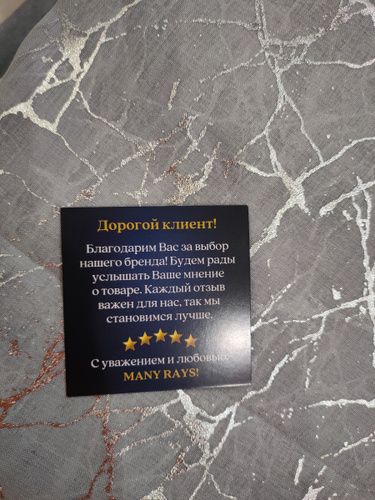 Дорогой клиент!
Благодарим Вас за выбор
нашего бренда! Будем рады
услышать Ваше мнение
о товаре. Каждый отзыв
важен для нас, так мы
становимся лучше.
С уважением и любовью,
MANY RAYS!